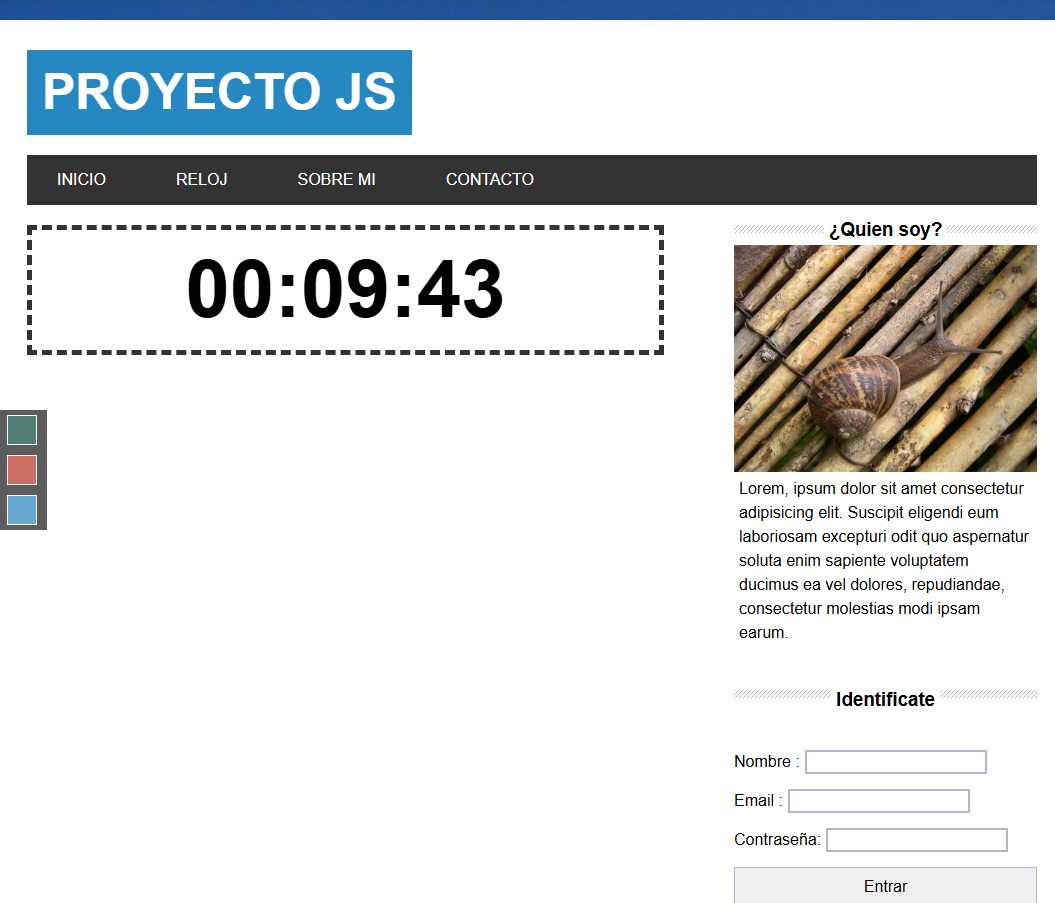 PROYECTO JS
INICIO RELOJ SOBRE MI CONTACTO
00:09:43
¿Quien soy?
Lorem, ipsum dolor sit amet consectetur
adipisicing elit. Suscipit eligendi eum
laboriosam excepturi odit quo aspernatur
soluta enim sapiente voluptatem
ducimus ea vel dolores, repudiandae,
consectetur molestias modi ipsam
earum.
Identificate
Nombre :
Email :
Contraseña:
Entrar